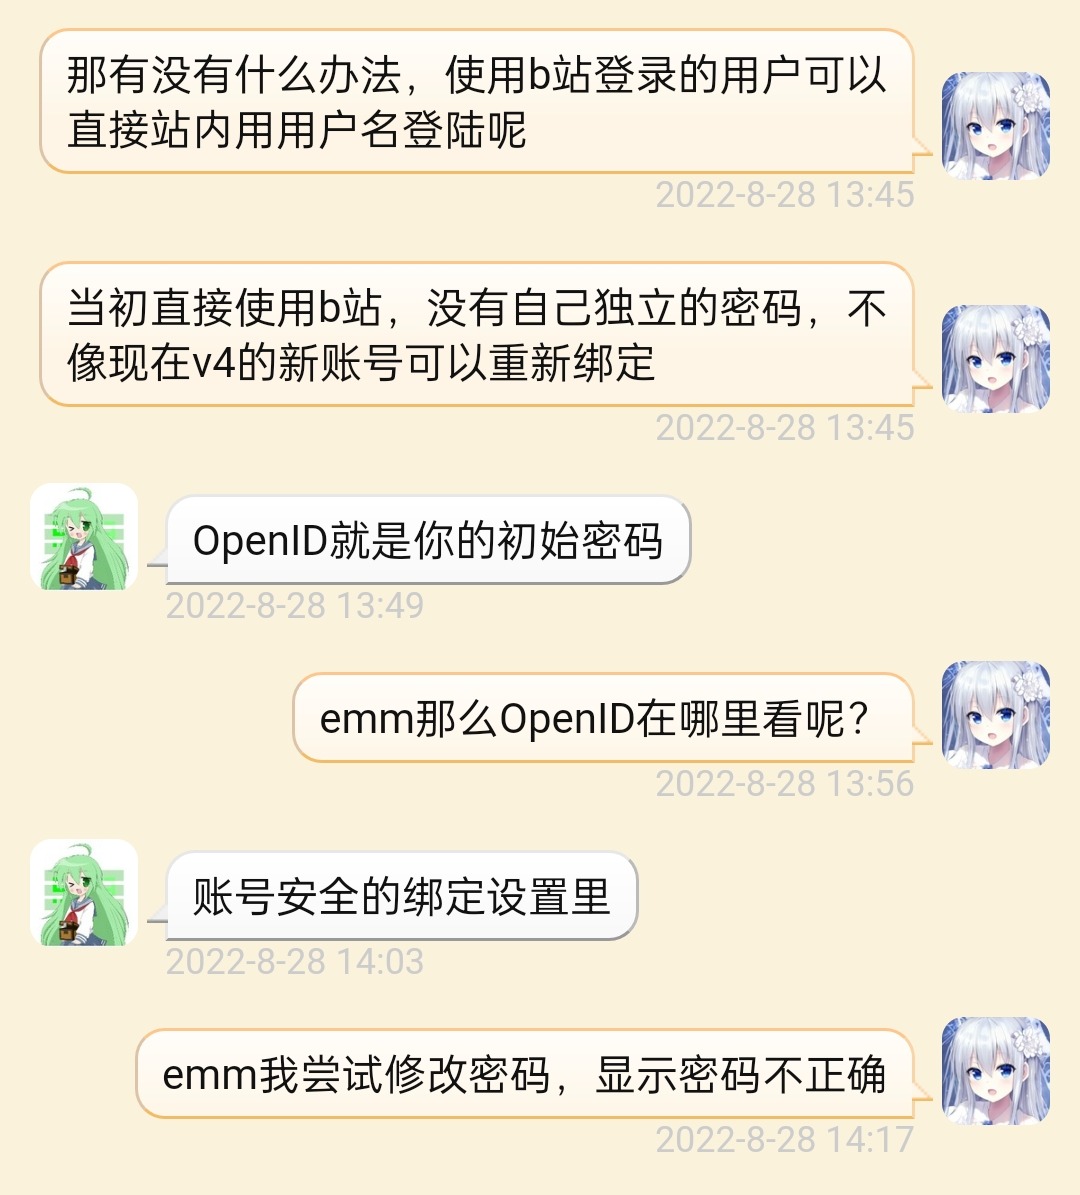 那有没有什么办法，使用b站登录的用户可以
直接站内用用户名登陆呢
2022-8-28 13:45
当初直接使用b站，没有自己独立的密码，不
像现在v4的新账号可以重新绑定
2022-8-28 13:45
OpenID就是你的初始密码
2022-8-28 13:49
emm那么OpenID在哪里看呢？
2022-8-28 13:56
账号安全的绑定设置里
2022-8-28 14:03
emm我尝试修改密码，显示密码不正确
2022-8-28 14:17